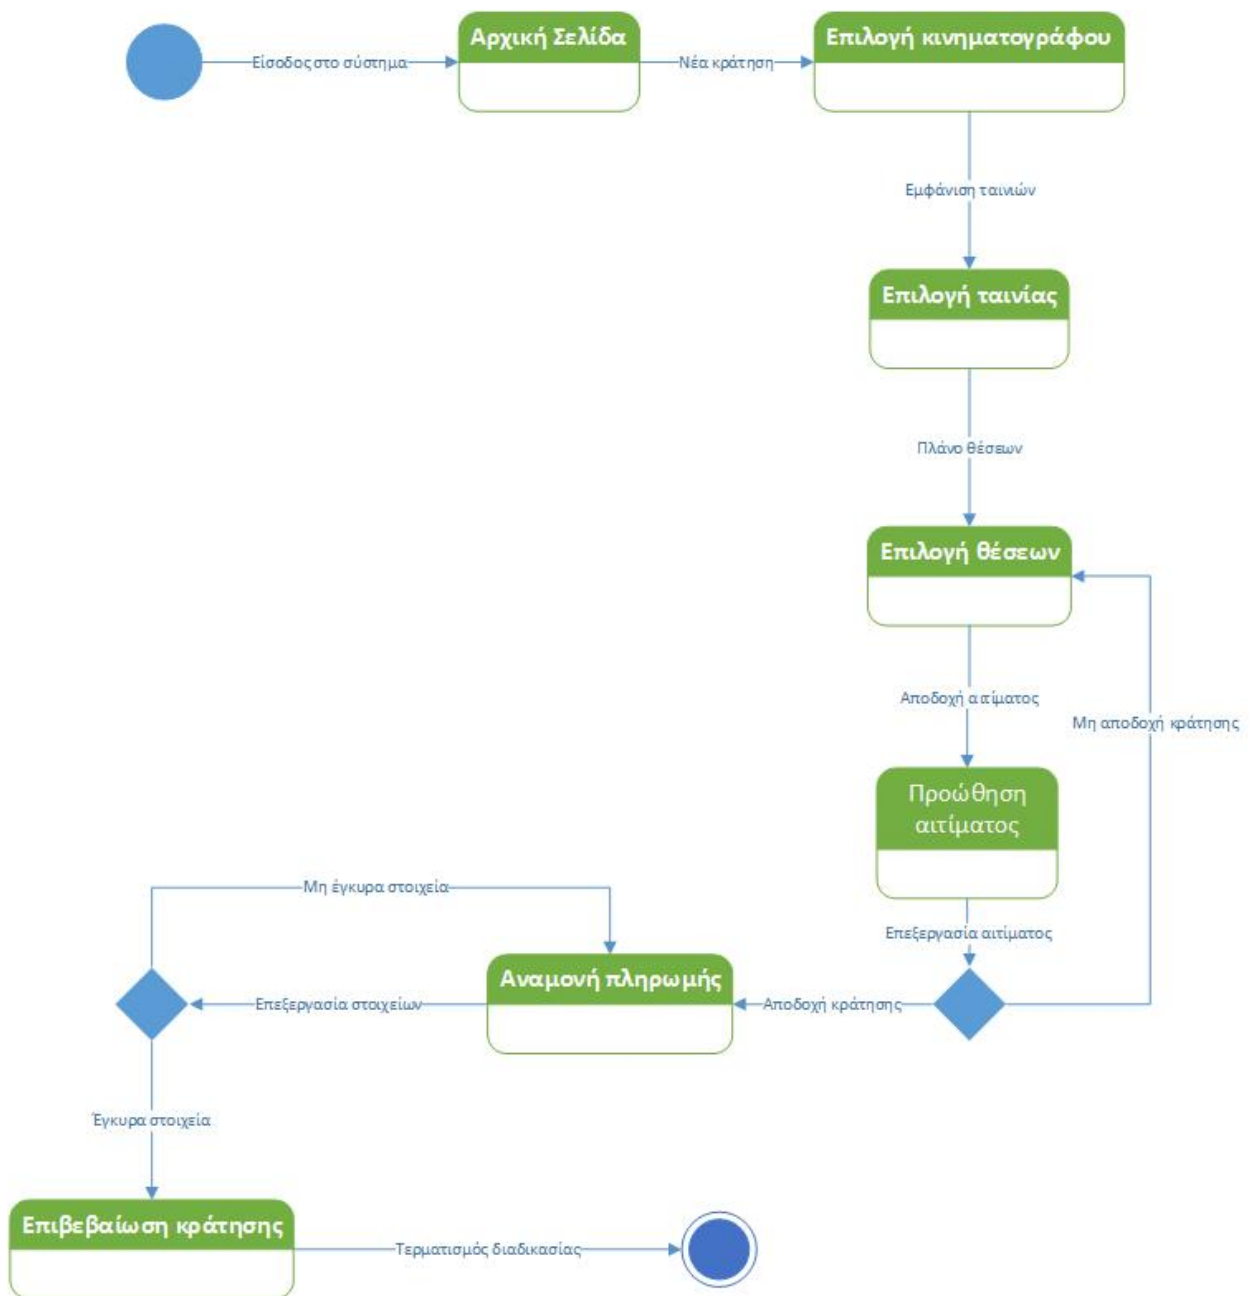 Αρχική Σελίδα
Επιλογή κινηματογράφου
Είσοδος στο σύστημα
Νέα κράτηση
Εμφάνιση ταινιών
Επιλογή ταινίας
Πλάνο θέσεων
Επιλογή θέσεων
Αποδοχή αιτίματος
Μη αποδοχή κράτησης
Προώθηση
αιτίματος
Μη έγκυρα στοιχεία
Επεξεργασία αιτίματος
Αναμονή πληρωμής
Επεξεργασία στοιχείων
Αποδοχή κράτησης
Έγκυρα στοιχεία
Επιβεβαίωση κράτησης
Τερματισμός διαδικασίας